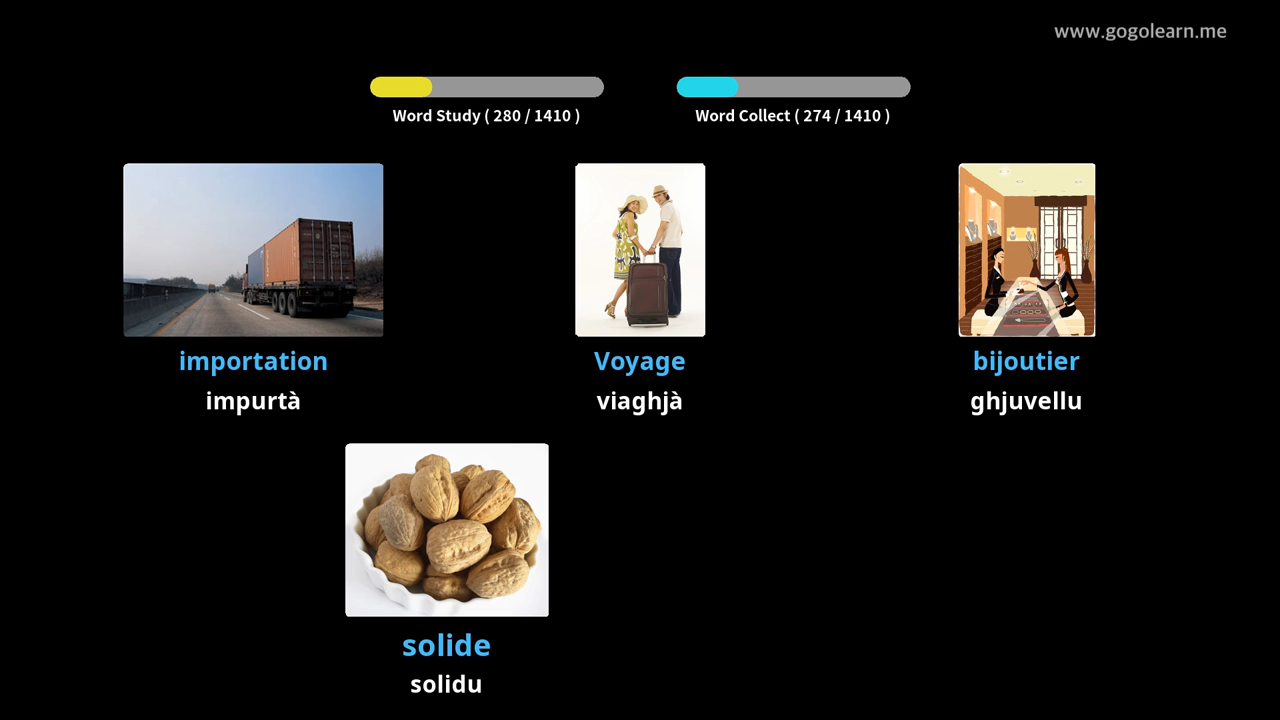 www.gogolearn.me
Word Study ( 280 / 1410 )
Word Collect ( 274 / 1410 )
importation
impurtà
Voyage
viaghjà
bijoutier
ghjuvellu
solide
solidu